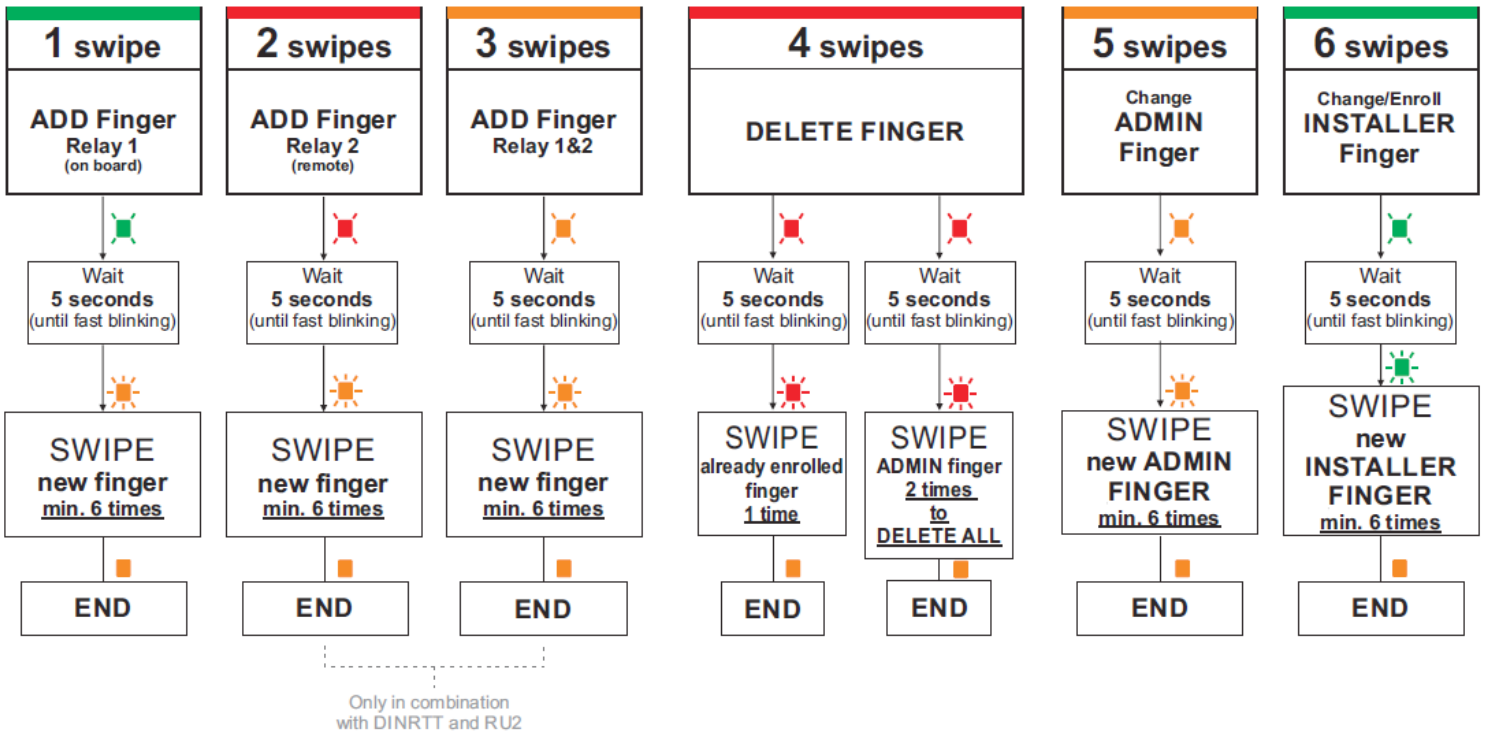 1 swipe
ADD Finger
Relay 1
(on board)
Wait
5 seconds
(until fast blinking)
SWIPE
new finger
min. 6 times
END
2 swipes
ADD Finger
Relay 2
(remote)
Wait
5 seconds
(until fast blinking)
SWIPE
new finger
min. 6 times
END
3 swipes
ADD Finger
Relay 1&2
Wait
5 seconds
(until fast blinking)
SWIPE
new finger
min. 6 times
END
Only in combination
with DINRTT and RU2
4 swipes
DELETE FINGER
Wait
5 seconds
(until fast blinking)
SWIPE
already enrolled
finger
1 time
END
Wait
5 seconds
(until fast blinking)
SWIPE
ADMIN finger
2 times
to
DELETE ALL
END
5 swipes
Change
ADMIN
Finger
Wait
5 seconds
(until fast blinking)
SWIPE
new ADMIN
FINGER
min. 6 times
END
6 swipes
Change/Enroll
INSTALLER
Finger
Wait
5 seconds
(until fast blinking)
SWIPE
new
INSTALLER
FINGER
min. 6 times
END